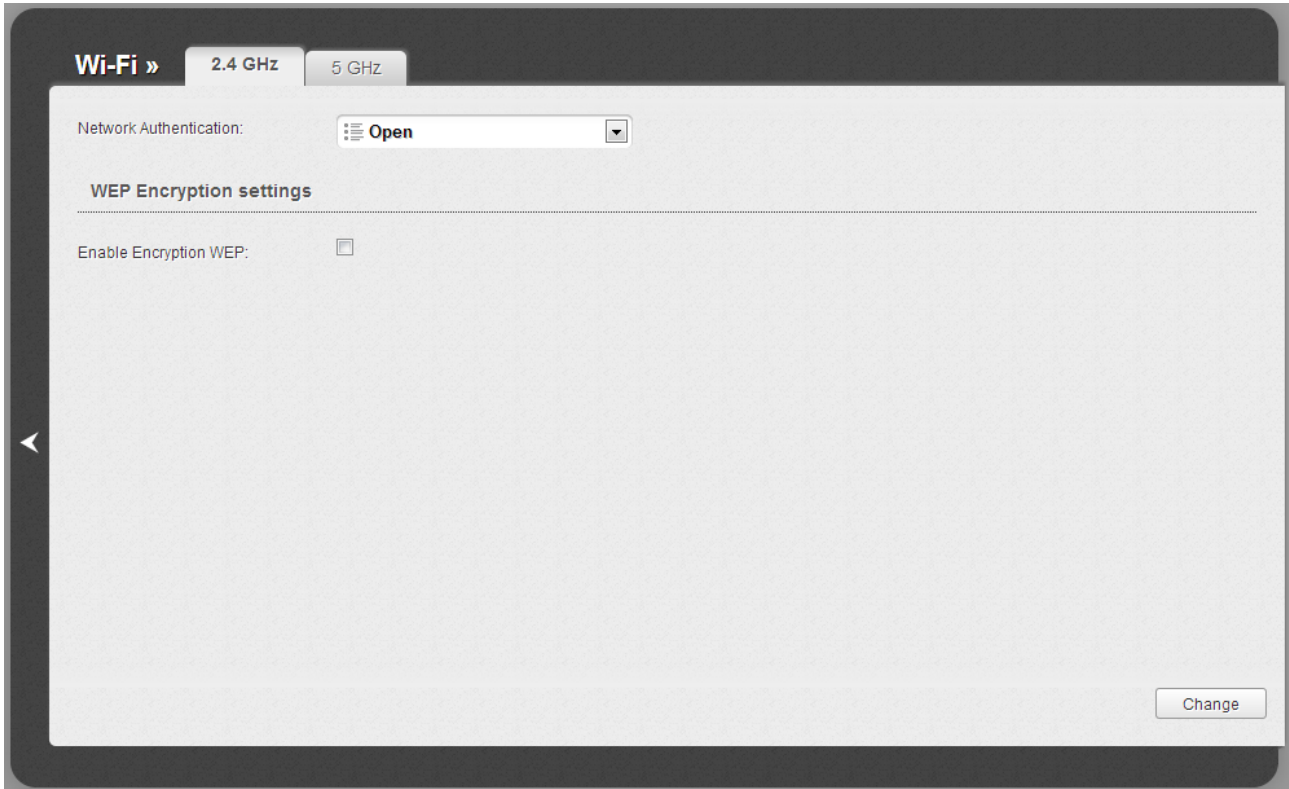 Wi-Fi » 2.4 GHz 5 GHz
Network Authentication: Open
WEP Encryption settings
Enable Encryption WEP:
Change